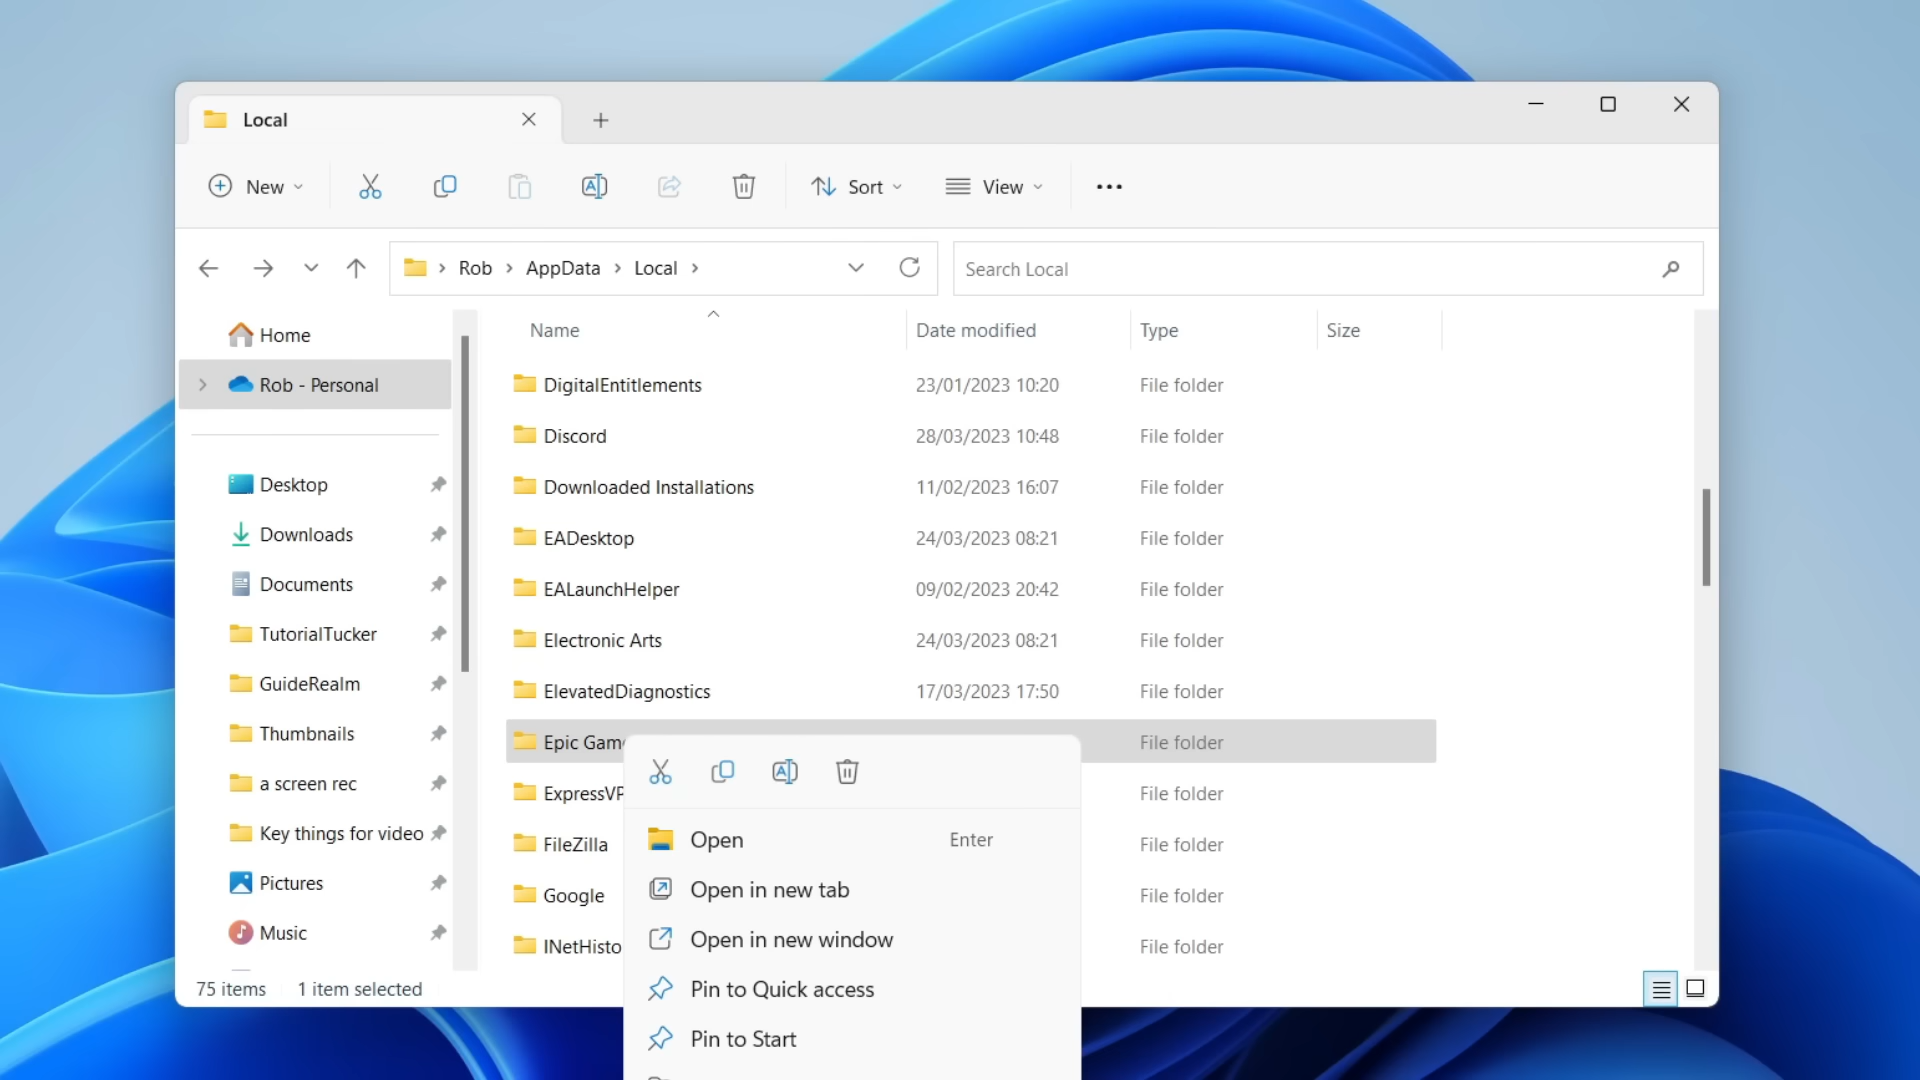 Local
New
Sort
View
Rob
AppData
Local
Search Local
Home
Rob - Personal
Desktop
Downloads
Documents
TutorialTucker
GuideRealm
Thumbnails
a screen rec
Key things for video
Pictures
Music
Name Date modified Type Size
DigitalEntitlements 23/01/2023 10:20 File folder
Discord 28/03/2023 10:48 File folder
Downloaded Installations 11/02/2023 16:07 File folder
EADesktop 24/03/2023 08:21 File folder
EALaunchHelper 09/02/2023 20:42 File folder
Electronic Arts 24/03/2023 08:21 File folder
ElevatedDiagnostics 17/03/2023 17:50 File folder
Epic Gam File folder
ExpressVP File folder
FileZilla File folder
Google File folder
INetHisto File folder
Open Enter
Open in new tab
Open in new window
Pin to Quick access
Pin to Start
75 items 1 item selected